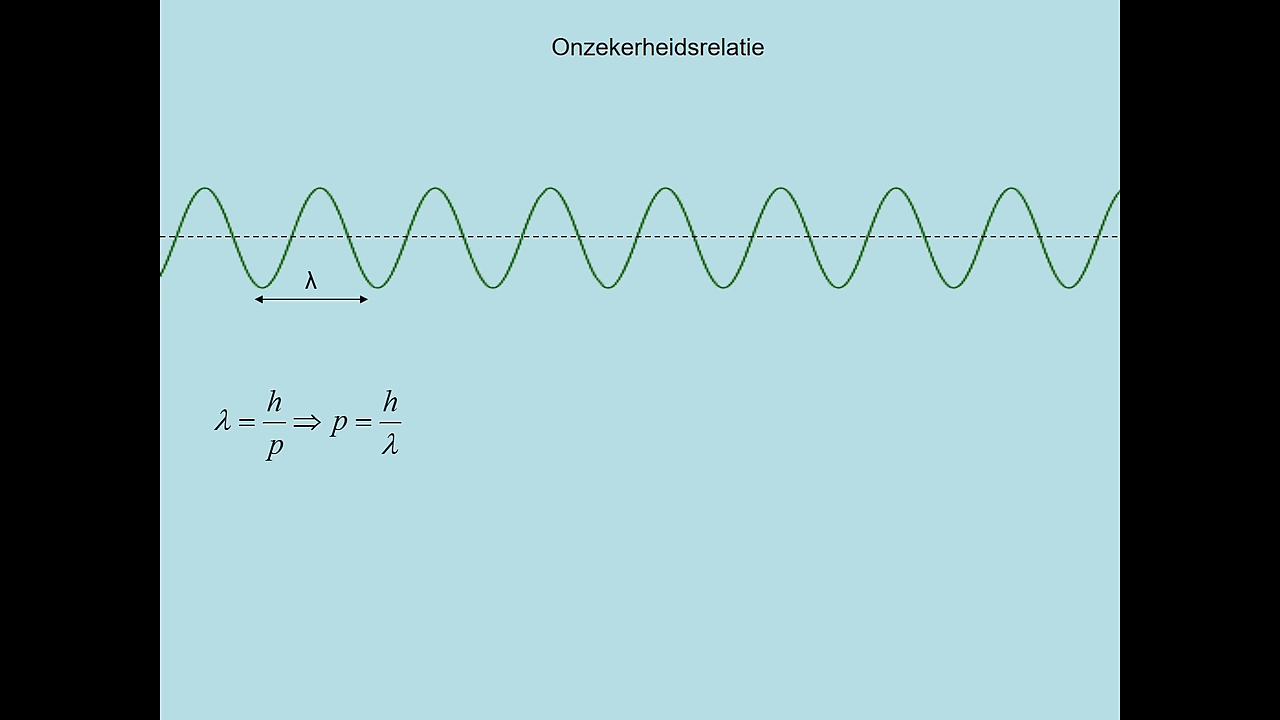 Onzekerheidsrelatie
λ
λ = h/p ⇒ p = h/λ